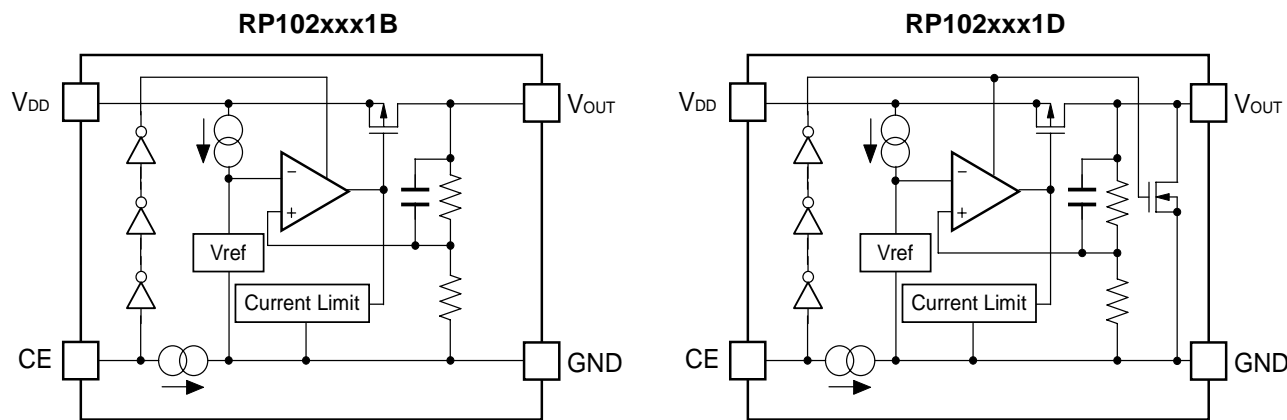 RP102xxx1B
VDD
VOUT
−
+
Vref
Current Limit
CE
GND
RP102xxx1D
VDD
VOUT
−
+
Vref
Current Limit
CE
GND